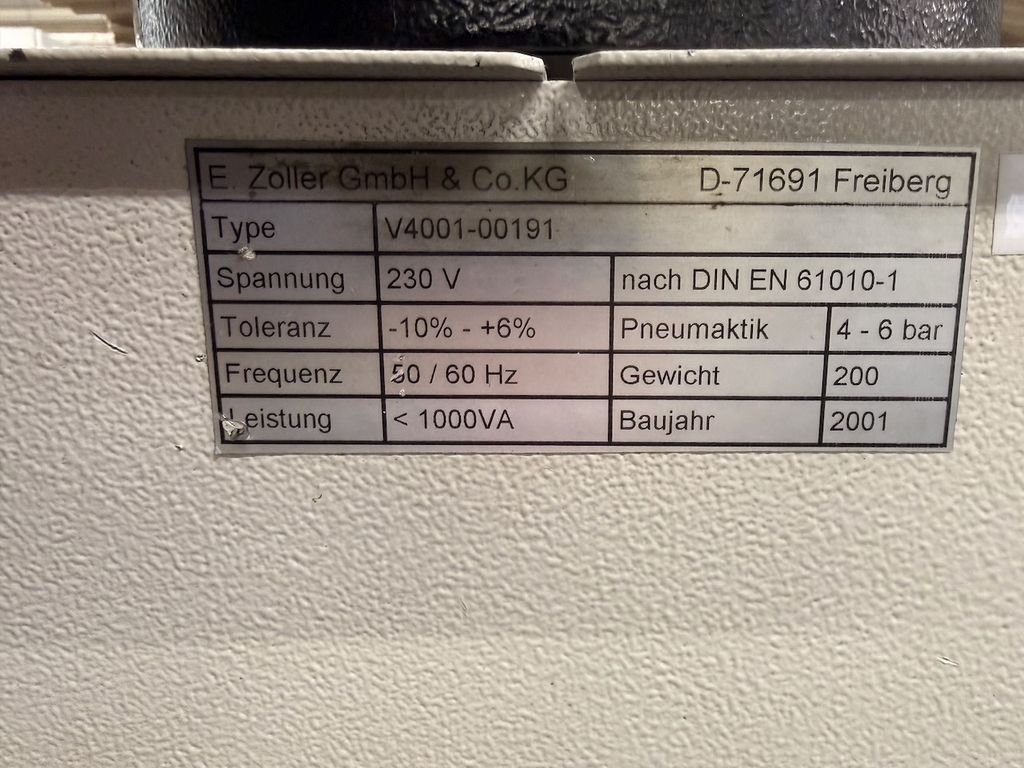 E. Zoller GmbH & Co.KG D-71691 Freiberg
Type V4001-00191
Spannung 230 V nach DIN EN 61010-1
Toleranz -10% - +6% Pneumaktik 4 - 6 bar
Frequenz 50 / 60 Hz Gewicht 200
Leistung < 1000VA Baujahr 2001